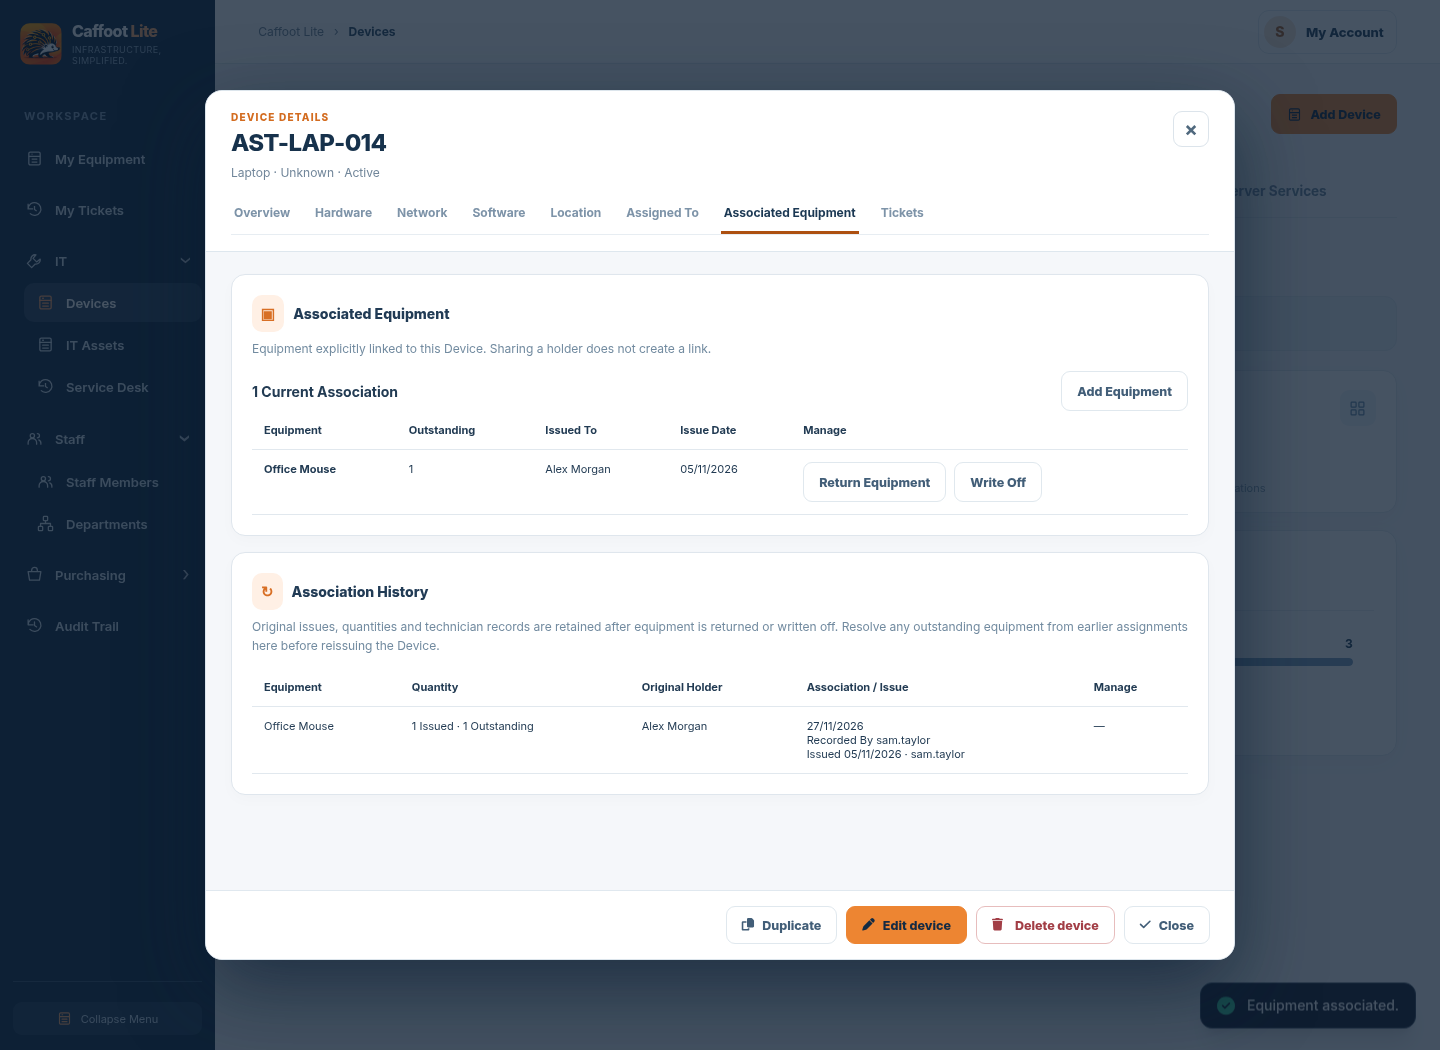 Caffoot Lite
INFRASTRUCTURE,
SIMPLIFIED.
Caffoot Lite › Devices
S My Account
WORKSPACE
My Equipment
My Tickets
IT
Devices
IT Assets
Service Desk
Staff
Staff Members
Departments
Purchasing
Audit Trail
Collapse Menu
Add Device
erver Services
3
DEVICE DETAILS
AST-LAP-014
Laptop · Unknown · Active
Overview Hardware Network Software Location Assigned To Associated Equipment Tickets
Associated Equipment
Equipment explicitly linked to this Device. Sharing a holder does not create a link.
1 Current Association
Add Equipment
Equipment Outstanding Issued To Issue Date Manage
Office Mouse 1 Alex Morgan 05/11/2026 Return Equipment Write Off
Association History
Original issues, quantities and technician records are retained after equipment is returned or written off. Resolve any outstanding equipment from earlier assignments
here before reissuing the Device.
Equipment Quantity Original Holder Association / Issue Manage
Office Mouse 1 Issued · 1 Outstanding Alex Morgan 27/11/2026 —
Recorded By sam.taylor
Issued 05/11/2026 · sam.taylor
Duplicate Edit device Delete device Close
Equipment associated.